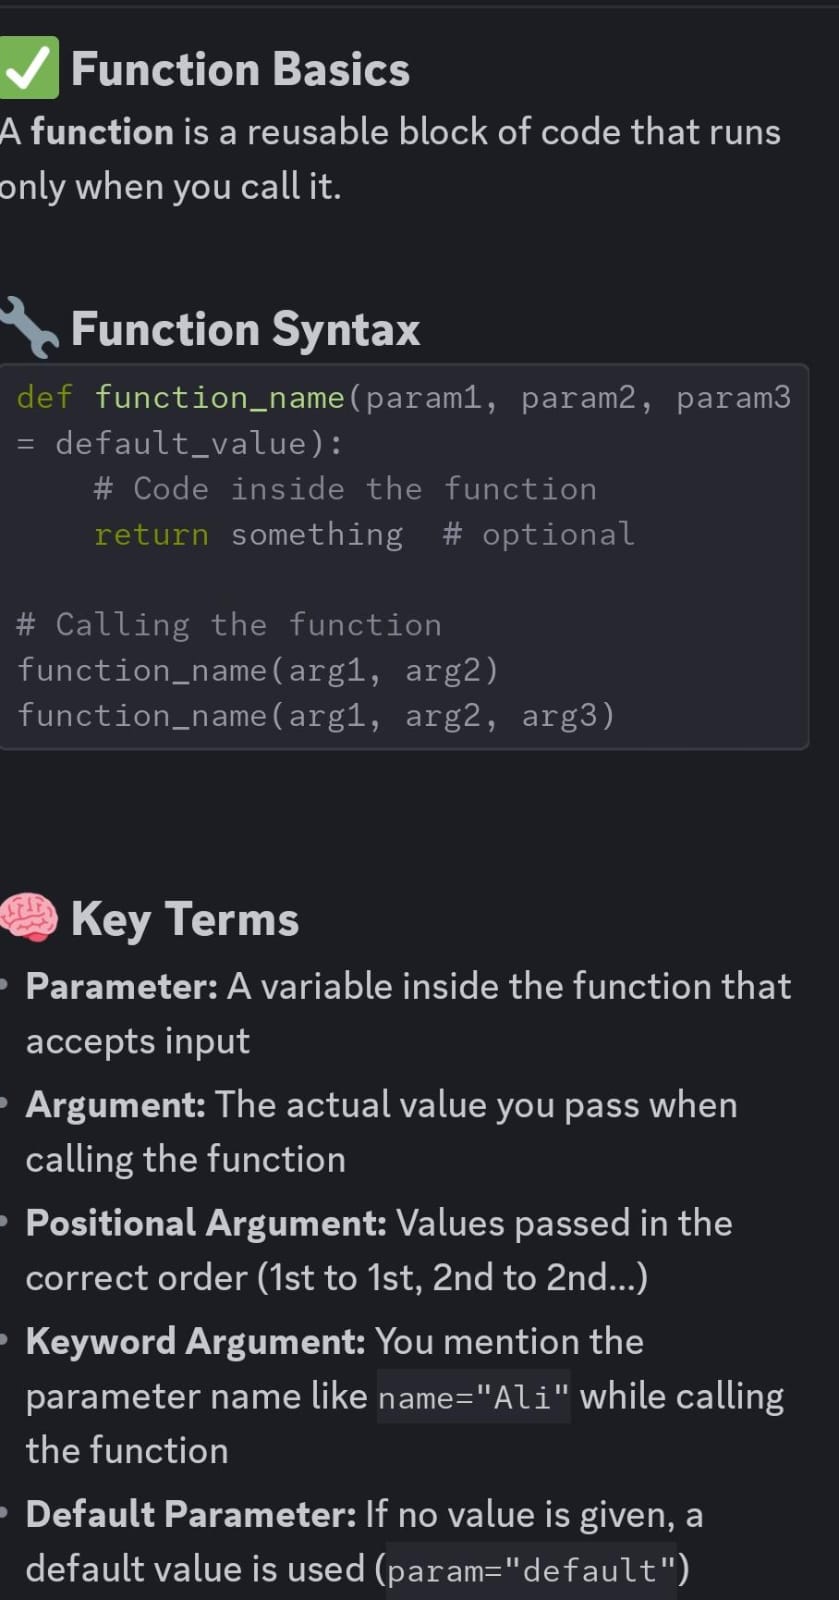 ✅ Function Basics
A function is a reusable block of code that runs
only when you call it.
🔧 Function Syntax
def function_name(param1, param2, param3
= default_value):
    # Code inside the function
    return something  # optional

# Calling the function
function_name(arg1, arg2)
function_name(arg1, arg2, arg3)
🧠 Key Terms
• Parameter: A variable inside the function that
accepts input
• Argument: The actual value you pass when
calling the function
• Positional Argument: Values passed in the
correct order (1st to 1st, 2nd to 2nd...)
• Keyword Argument: You mention the
parameter name like name="Ali" while calling
the function
• Default Parameter: If no value is given, a
default value is used (param="default")